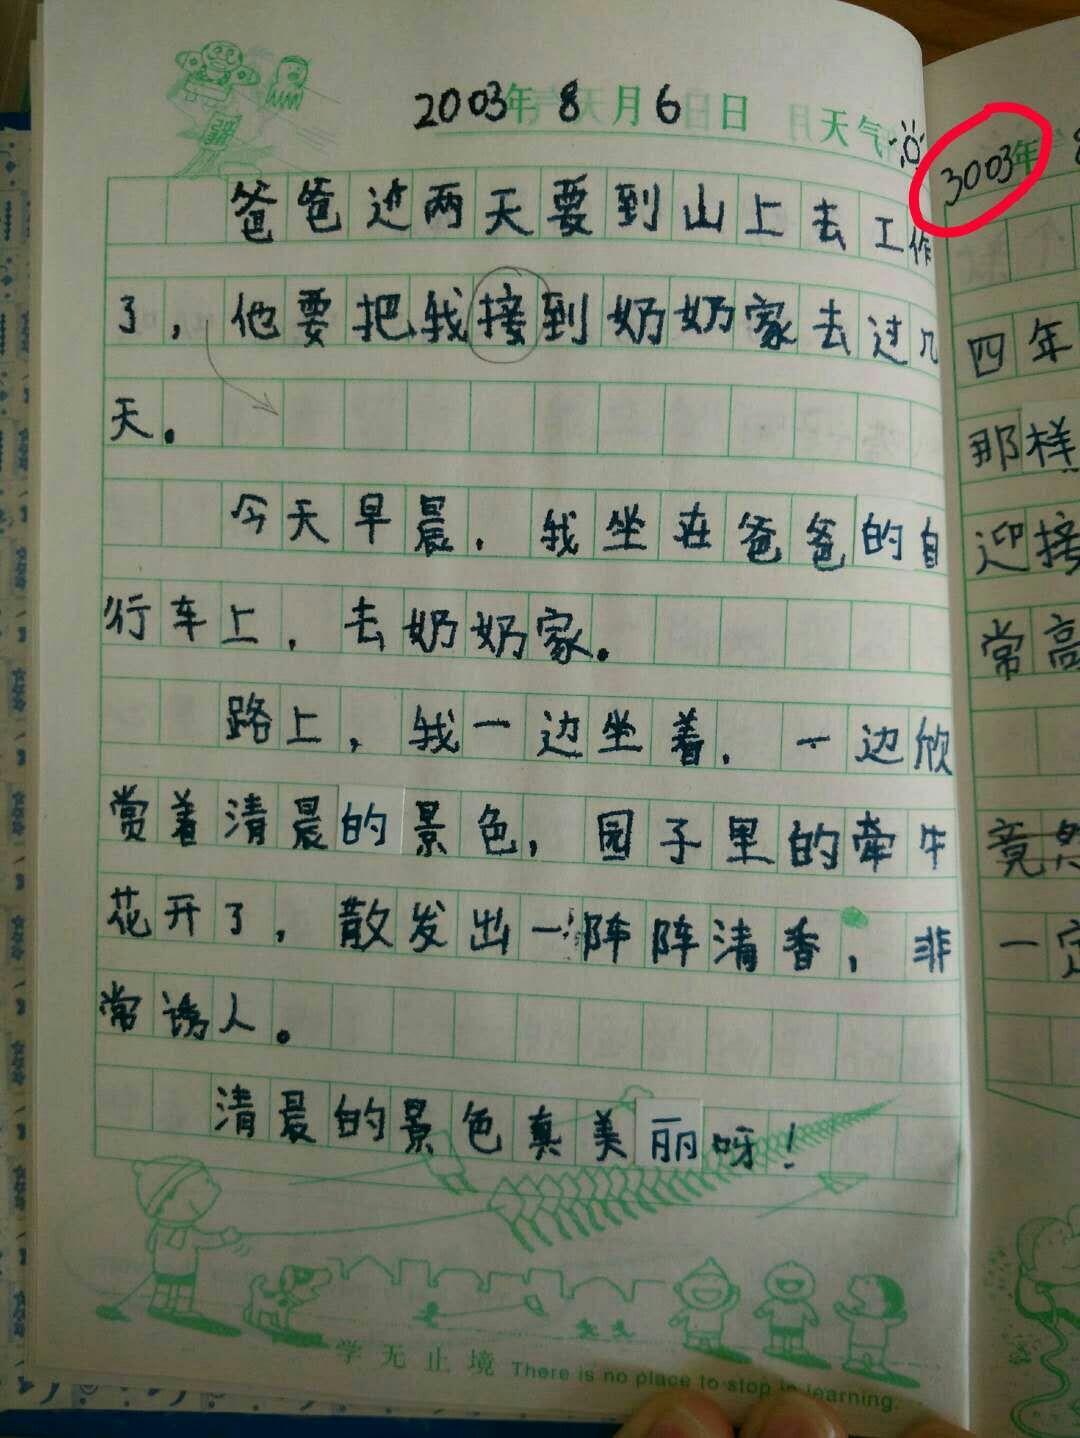 2003年 8月6日 天气
爸爸过两天要到山上去工作
了，他要把我接到奶奶家去过几
天。
今天早晨，我坐在爸爸的自
行车上，去奶奶家。
路上，我一边坐着，一边欣
赏着清晨的景色，园子里的牵牛
花开了，散发出一阵阵清香，非
常诱人。
清晨的景色真美丽呀！
学无止境 There is no place to stop in learning.
3003年
四年
那样
迎接
常高
竟然
一定